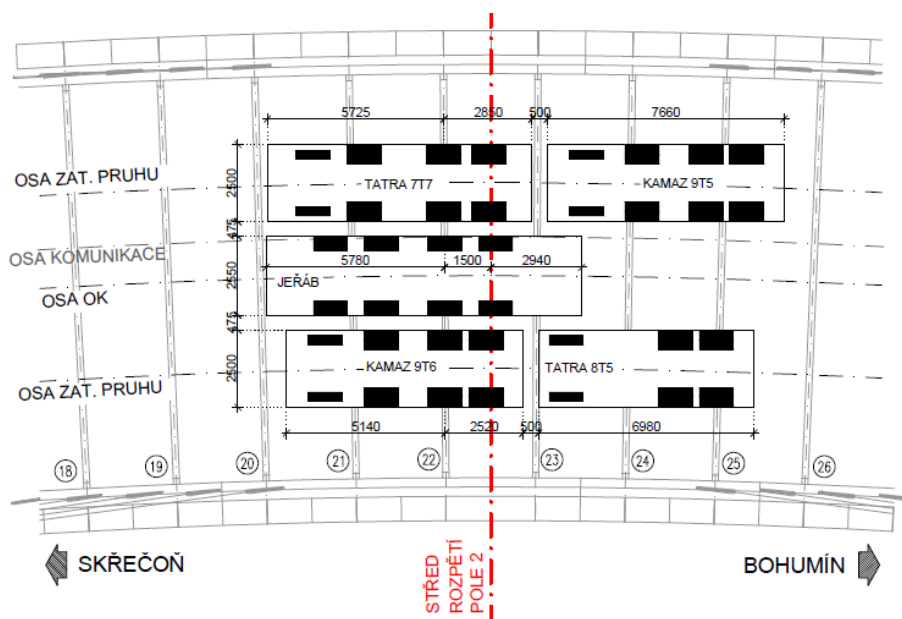 5725 2850 500 7660
OSA ZAT. PRUHU
2500
TATRA 7T7
KAMAZ 9T5
475
OSA KOMUNIKACE
5780 1500 2940
2550
JEŘÁB
OSA OK
475
2500
KAMAZ 9T6
TATRA 8T5
OSA ZAT. PRUHU
5140 2520 500 6980
18 19 20 21 22 23 24 25 26
SKŘEČOŇ
STŘED
ROZPĚTÍ
POLE 2
BOHUMÍN